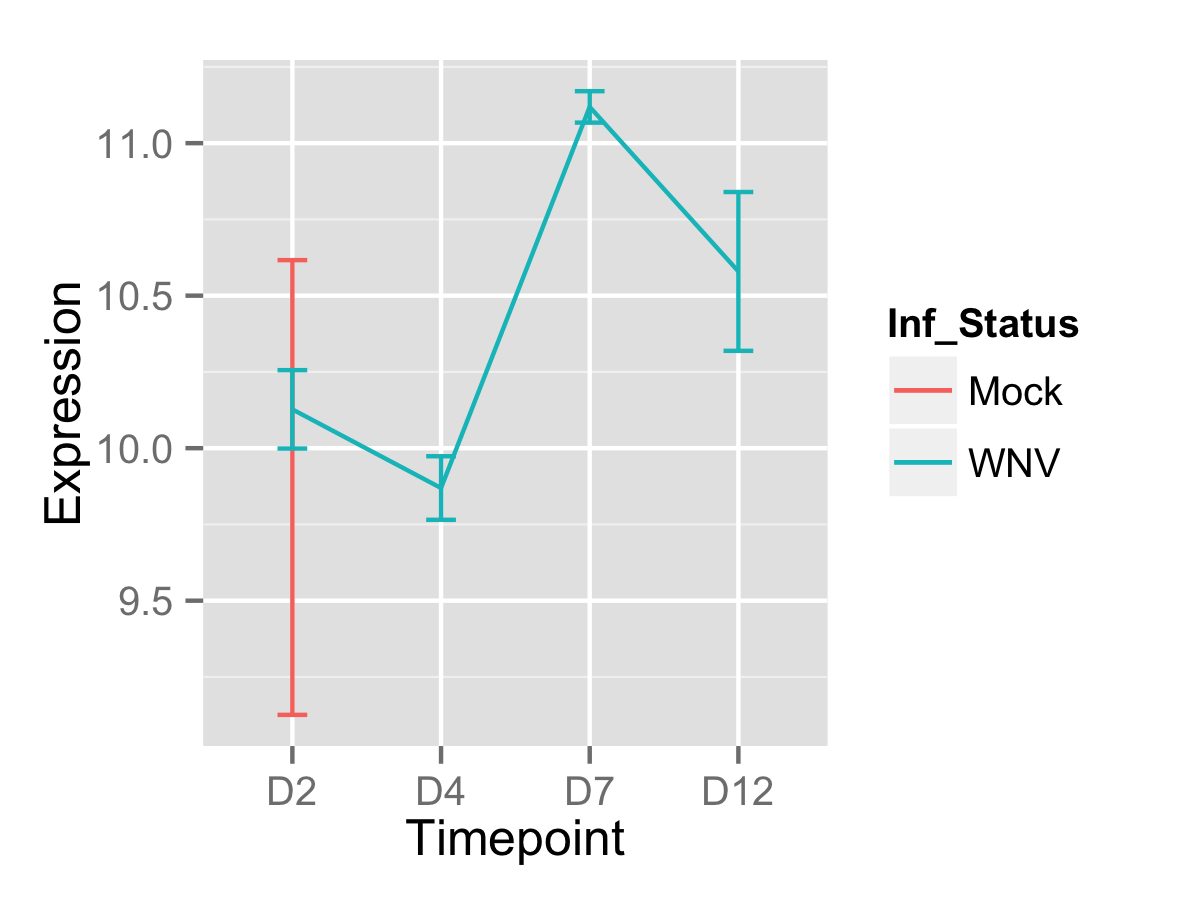 11.0
10.5
10.0
9.5
Expression
D2 D4 D7 D12
Timepoint
Inf_Status
Mock
WNV